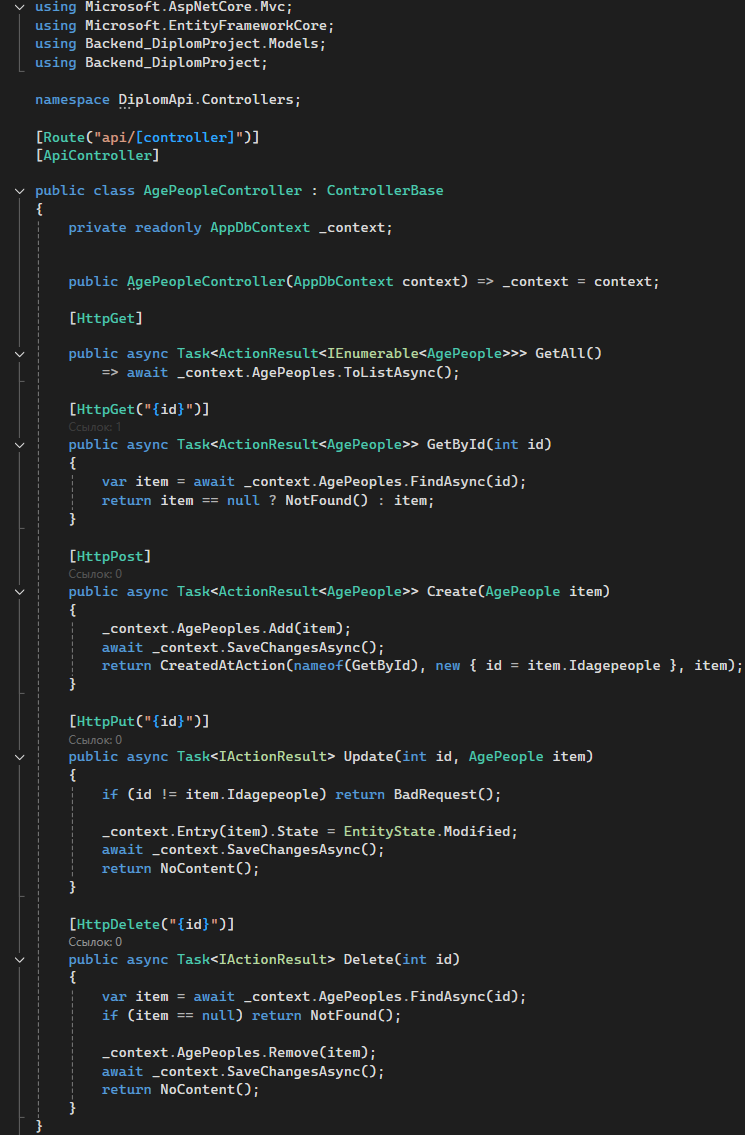 using Microsoft.AspNetCore.Mvc;
using Microsoft.EntityFrameworkCore;
using Backend_DiplomProject.Models;
using Backend_DiplomProject;

namespace DiplomApi.Controllers;

[Route("api/[controller]")]
[ApiController]

public class AgePeopleController : ControllerBase
{
    private readonly AppDbContext _context;

    public AgePeopleController(AppDbContext context) => _context = context;

    [HttpGet]

    public async Task<ActionResult<IEnumerable<AgePeople>>> GetAll()
        => await _context.AgePeoples.ToListAsync();

    [HttpGet("{id}")]
    Ссылок: 1
    public async Task<ActionResult<AgePeople>> GetById(int id)
    {
        var item = await _context.AgePeoples.FindAsync(id);
        return item == null ? NotFound() : item;
    }

    [HttpPost]
    Ссылок: 0
    public async Task<ActionResult<AgePeople>> Create(AgePeople item)
    {
        _context.AgePeoples.Add(item);
        await _context.SaveChangesAsync();
        return CreatedAtAction(nameof(GetById), new { id = item.Idagepeople }, item);
    }

    [HttpPut("{id}")]
    Ссылок: 0
    public async Task<IActionResult> Update(int id, AgePeople item)
    {
        if (id != item.Idagepeople) return BadRequest();

        _context.Entry(item).State = EntityState.Modified;
        await _context.SaveChangesAsync();
        return NoContent();
    }

    [HttpDelete("{id}")]
    Ссылок: 0
    public async Task<IActionResult> Delete(int id)
    {
        var item = await _context.AgePeoples.FindAsync(id);
        if (item == null) return NotFound();

        _context.AgePeoples.Remove(item);
        await _context.SaveChangesAsync();
        return NoContent();
    }
}